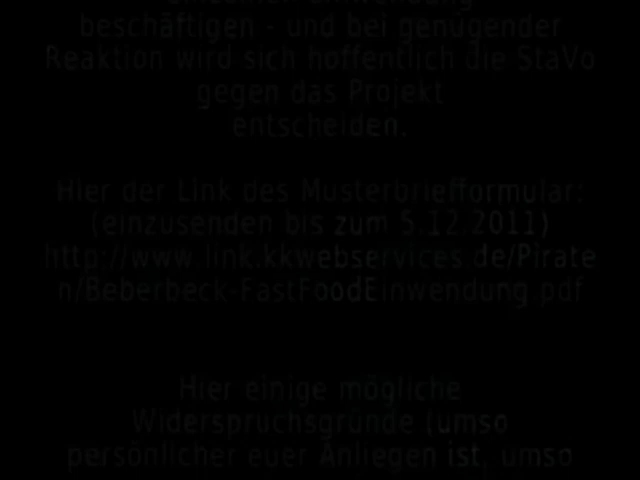 einzelnen Einwendung
beschäftigen - und bei genügender
Reaktion wird sich hoffentlich die StaVo
gegen das Projekt
entscheiden.
Hier der Link des Musterbriefformular:
(einzusenden bis zum 5.12.2011)
http://www.link.kkwebservices.de/Pirate
n/Beberbeck-FastFoodEinwendung.pdf
Hier einige mögliche
Widerspruchsgründe (umso
persönlicher euer Anliegen ist, umso